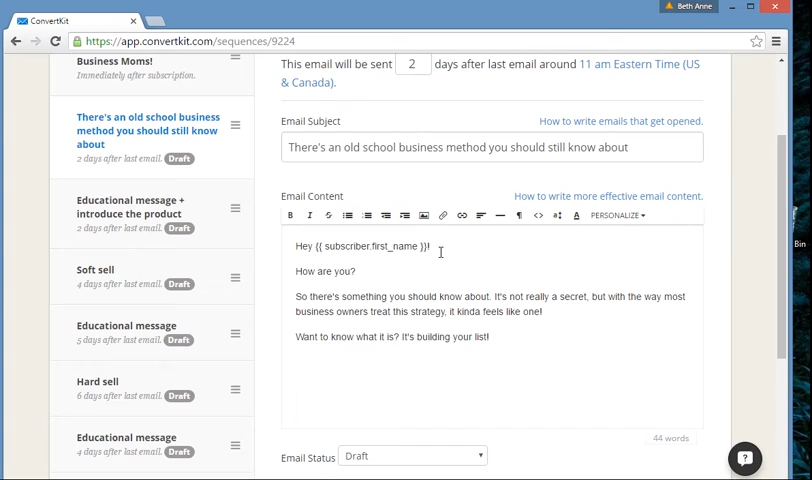 Beth Anne
ConvertKit
https://app.convertkit.com/sequences/9224
Business Moms!
Immediately after subscription.
There's an old school business
method you should still know
about
2 days after last email. Draft
Educational message +
introduce the product
2 days after last email. Draft
Soft sell
4 days after last email. Draft
Educational message
5 days after last email. Draft
Hard sell
6 days after last email. Draft
Educational message
4 days after last email. Draft
This email will be sent 2 days after last email around 11 am Eastern Time (US
& Canada).
Email Subject How to write emails that get opened.
There's an old school business method you should still know about
Email Content How to write more effective email content.
PERSONALIZE
Hey {{ subscriber.first_name }}!
How are you?
So there's something you should know about. It's not really a secret, but with the way most
business owners treat this strategy, it kinda feels like one!
Want to know what it is? It's building your list!
44 words
Email Status Draft
Bin